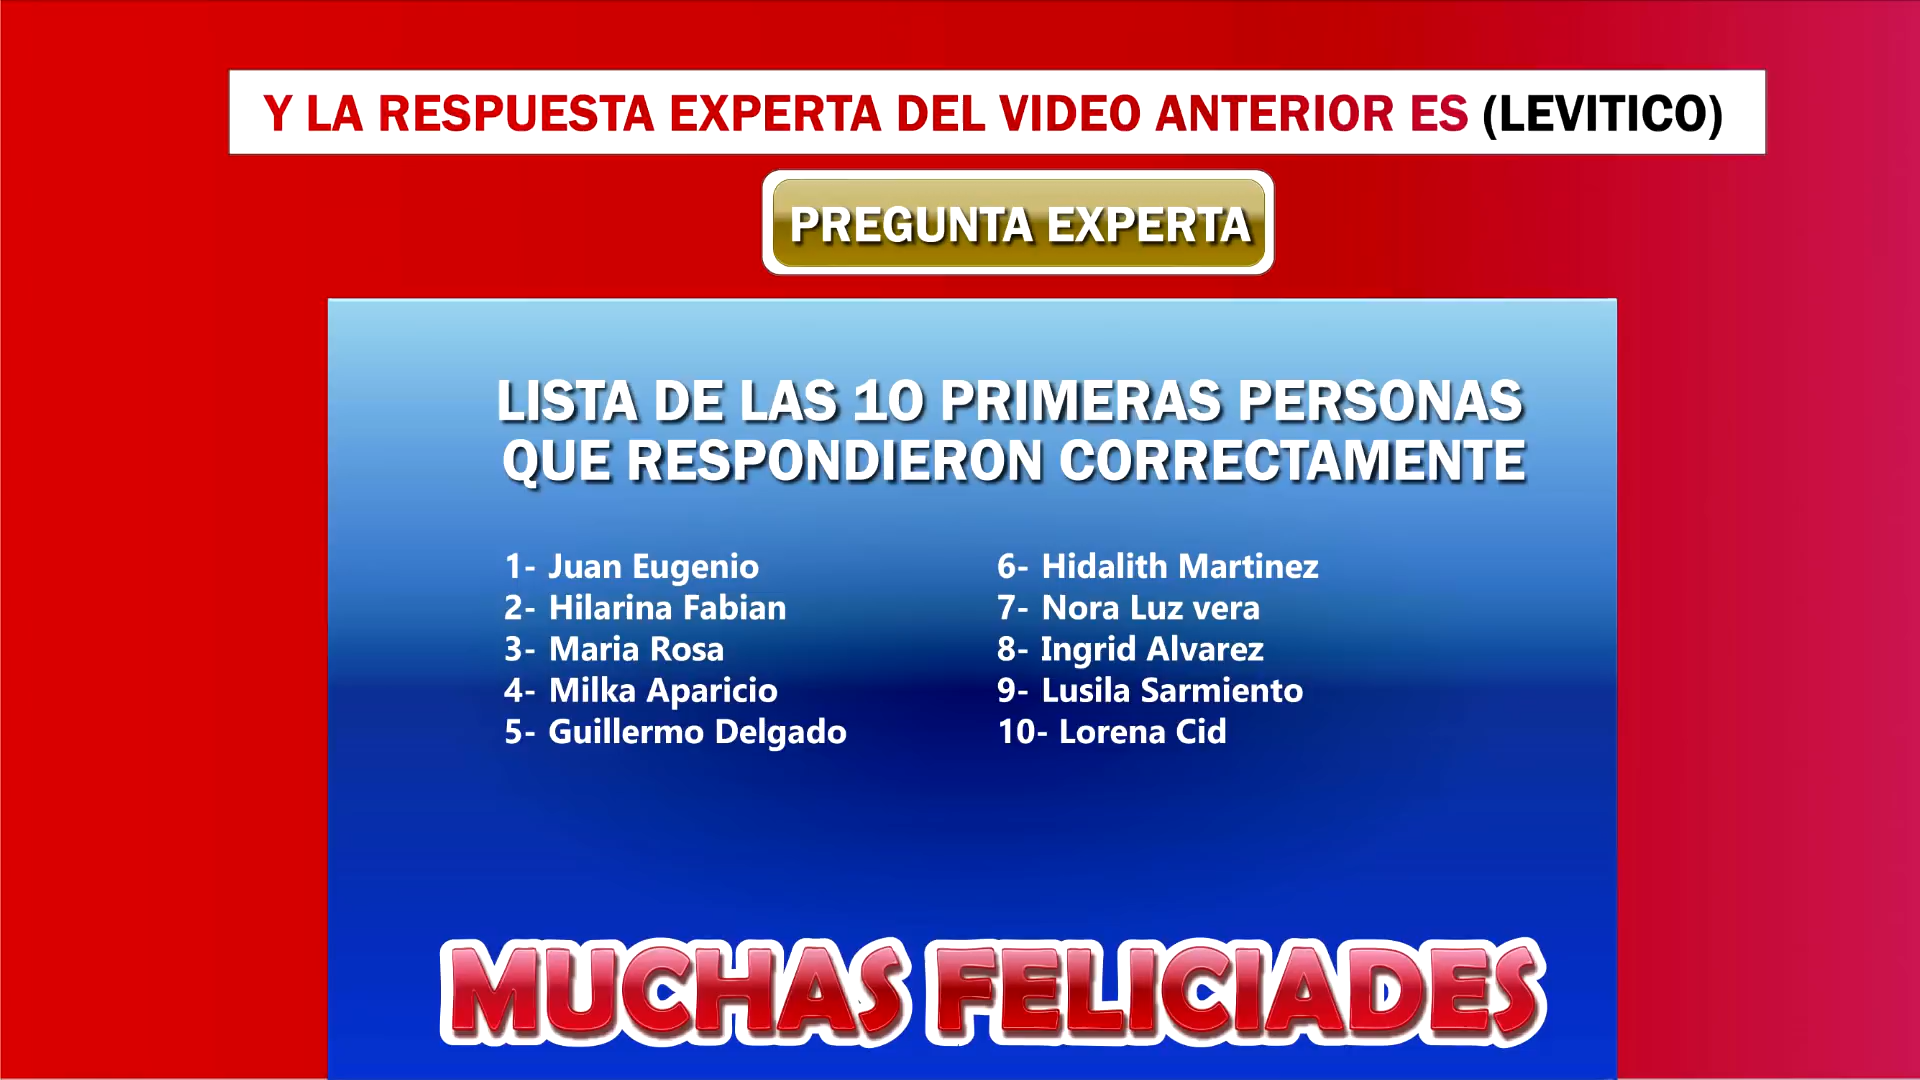 Y LA RESPUESTA EXPERTA DEL VIDEO ANTERIOR ES (LEVITICO)
PREGUNTA EXPERTA
LISTA DE LAS 10 PRIMERAS PERSONAS
QUE RESPONDIERON CORRECTAMENTE
1- Juan Eugenio
2- Hilarina Fabian
3- Maria Rosa
4- Milka Aparicio
5- Guillermo Delgado
6- Hidalith Martinez
7- Nora Luz vera
8- Ingrid Alvarez
9- Lusila Sarmiento
10- Lorena Cid
MUCHAS FELICIADES